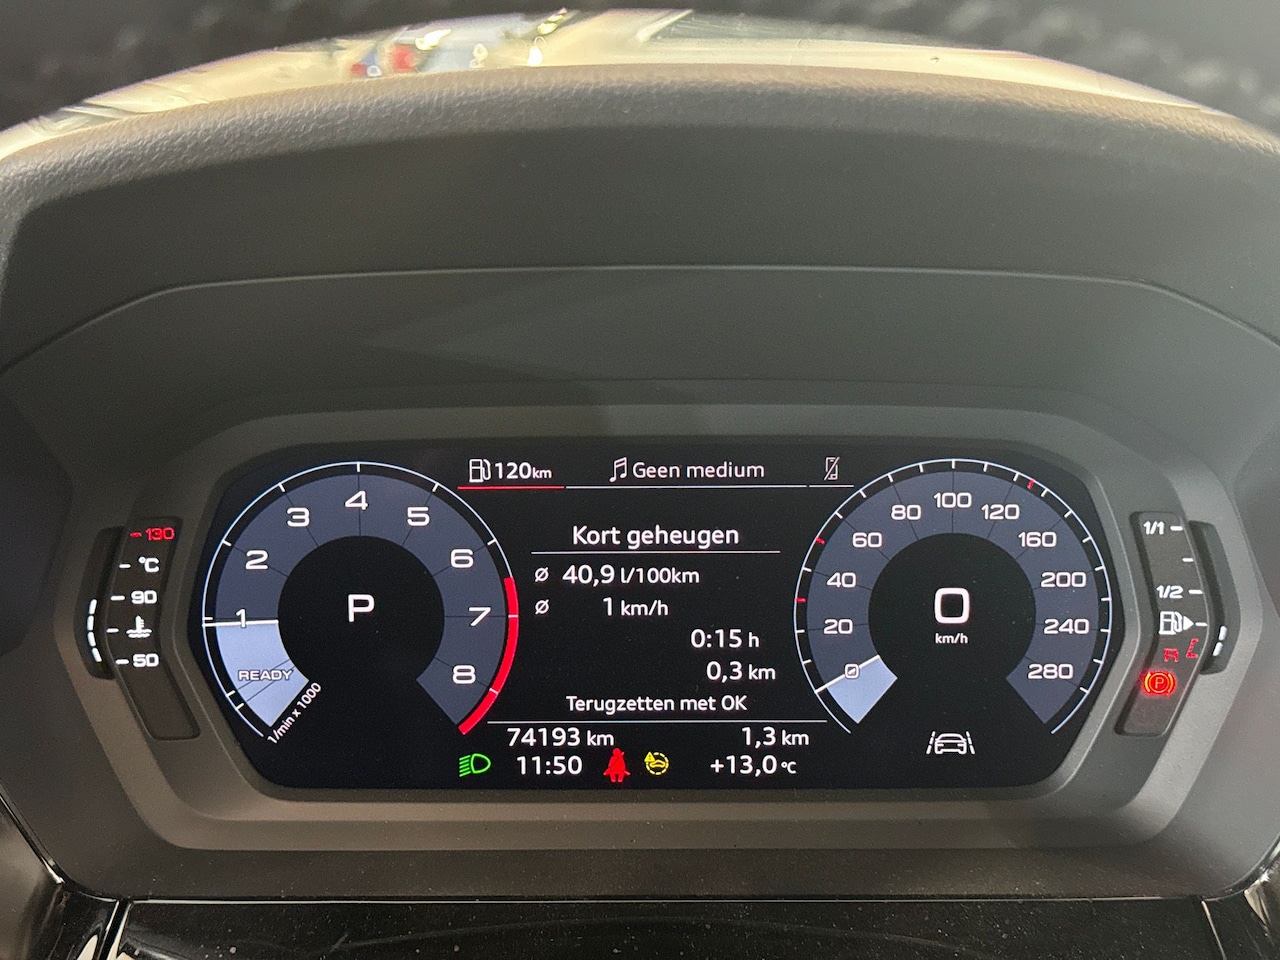 120 km
Geen medium
Kort geheugen
ø 40,9 l/100km
ø 1 km/h
0:15 h
0,3 km
Terugzetten met OK
74193 km
1,3 km
11:50
+13,0 °C
1
2
3
4
5
6
7
8
READY
1/min x 1000
P
0
20
40
60
80
100
120
160
200
240
280
0
km/h
130
°C
90
50
1/1
1/2
P